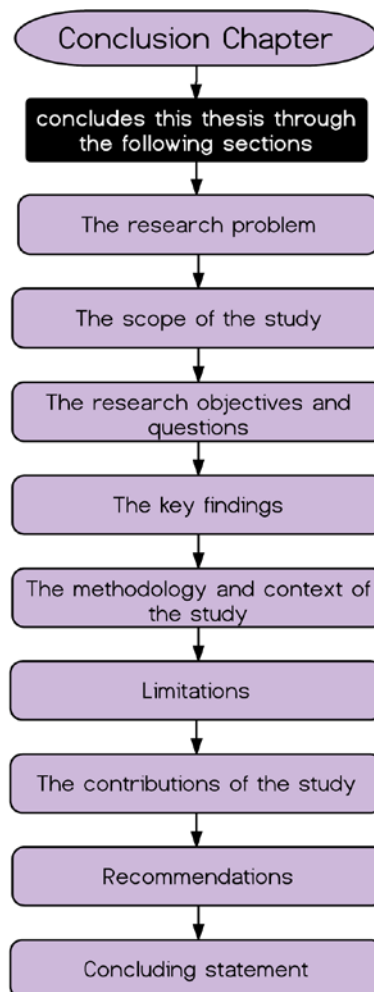 Conclusion Chapter
concludes this thesis through
the following sections
The research problem
The scope of the study
The research objectives and
questions
The key findings
The methodology and context of
the study
Limitations
The contributions of the study
Recommendations
Concluding statement